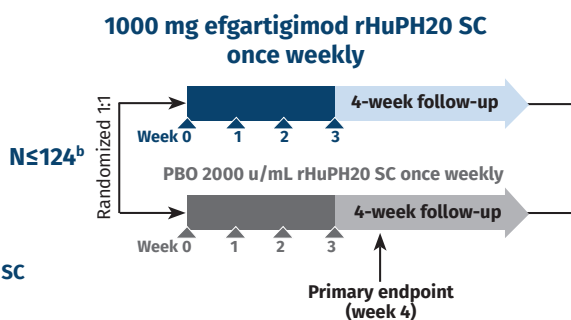 1000 mg efgartigimod rHuPH20 SC
once weekly
Randomized 1:1
4-week follow-up
Week 0 1 2 3
N≤124ᵇ
PBO 2000 u/mL rHuPH20 SC once weekly
4-week follow-up
Week 0 1 2 3
SC
Primary endpoint
(week 4)